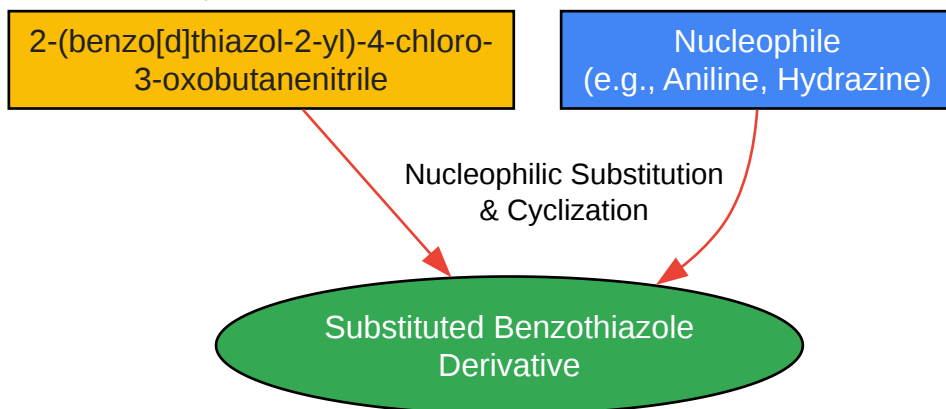 2-(benzo[d]thiazol-2-yl)-4-chloro-
3-oxobutanenitrile
Nucleophile
(e.g., Aniline, Hydrazine)
Nucleophilic Substitution
& Cyclization
Substituted Benzothiazole
Derivative